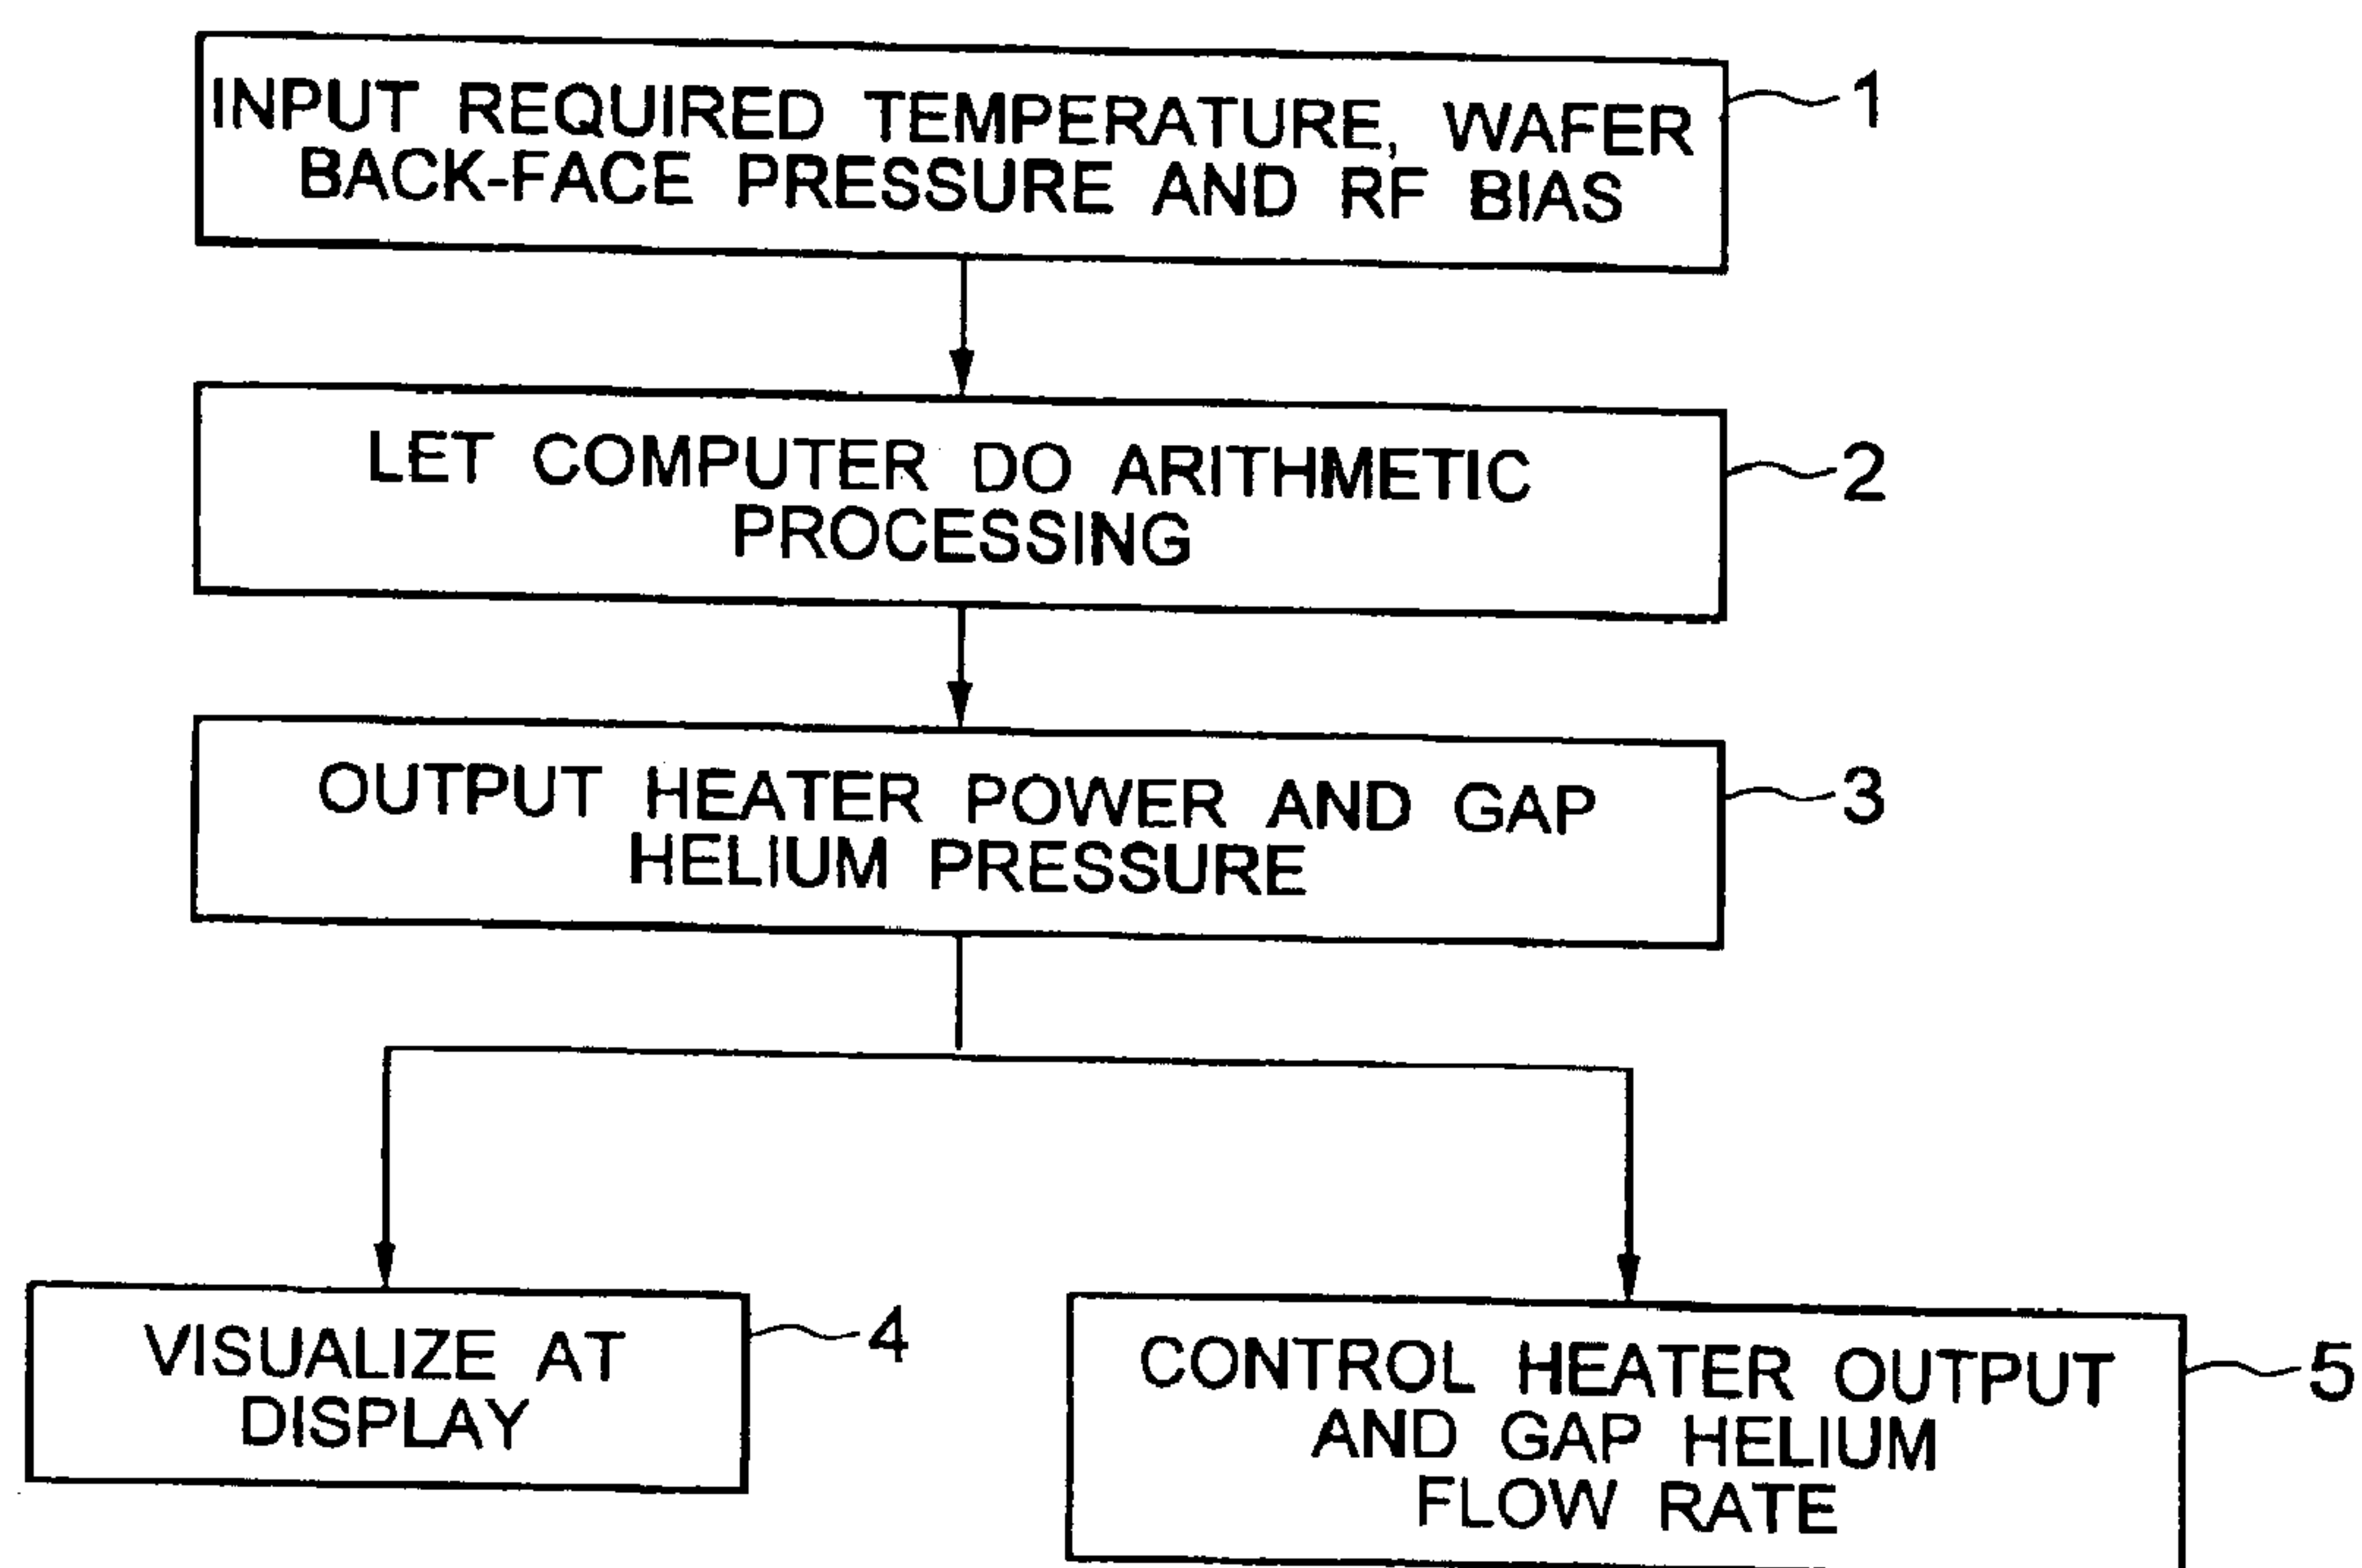 INPUT REQUIRED TEMPERATURE, WAFER
BACK-FACE PRESSURE AND RF BIAS
1
LET COMPUTER DO ARITHMETIC
PROCESSING
2
OUTPUT HEATER POWER AND GAP
HELIUM PRESSURE
3
VISUALIZE AT
DISPLAY
4
CONTROL HEATER OUTPUT
AND GAP HELIUM
FLOW RATE
5